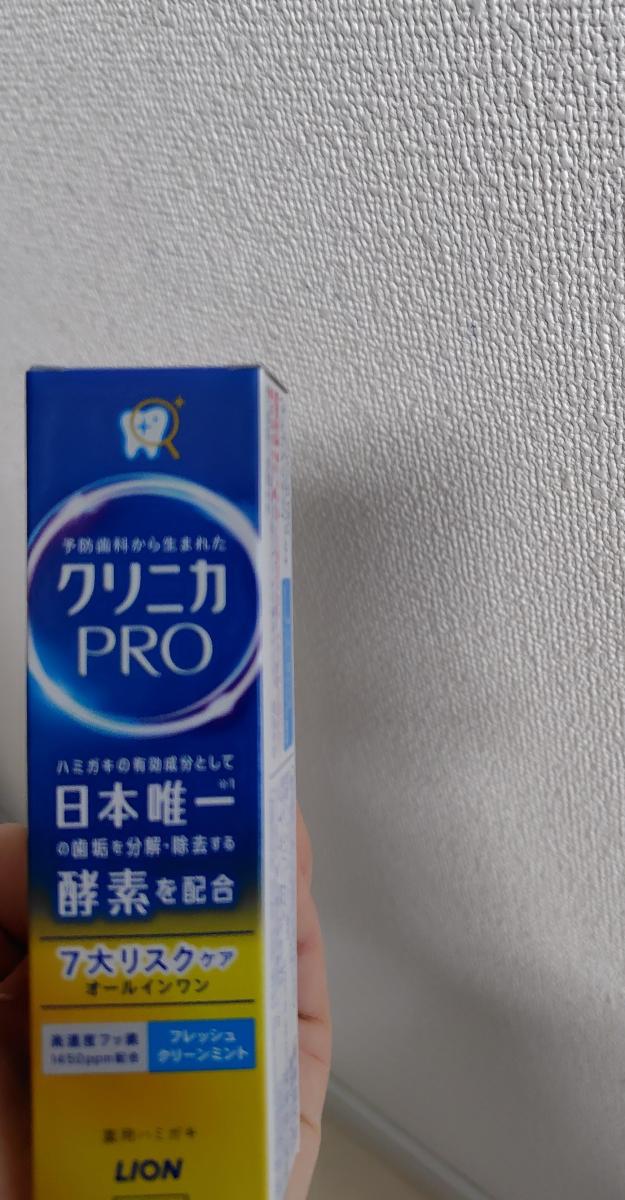 予防歯科から生まれた
クリニカ
PRO
ハミガキの有効成分として
日本唯一※1
の歯垢を分解・除去する
酵素を配合
7大リスクケア
オールインワン
高濃度フッ素
1450ppm配合
フレッシュ
クリーンミント
薬用ハミガキ
LION